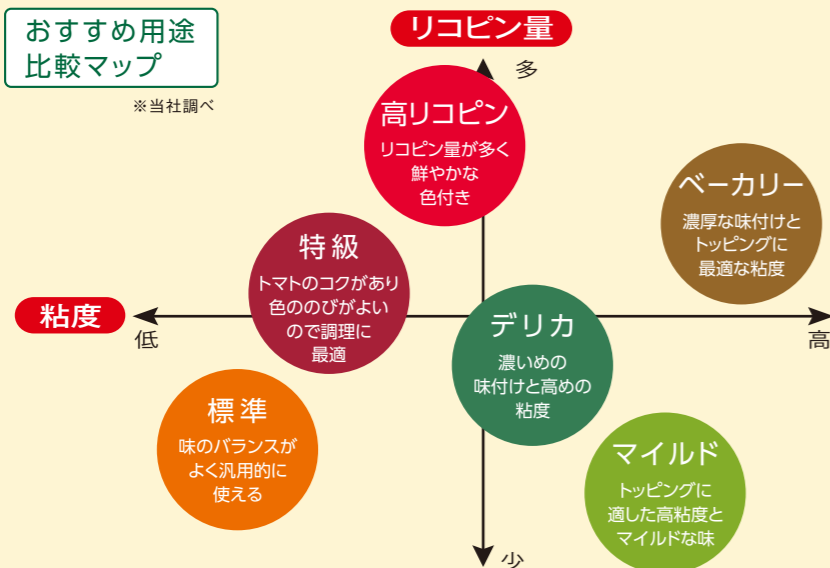 おすすめ用途
比較マップ
※当社調べ
リコピン量
多
高リコピン
リコピン量が多く
鮮やかな
色付き
ベーカリー
濃厚な味付けと
トッピングに
最適な粘度
特級
トマトのコクがあり
色ののびがよい
ので調理に
最適
粘度
低
高
デリカ
濃いめの
味付けと高めの
粘度
標準
味のバランスが
よく汎用的に
使える
マイルド
トッピングに
適した高粘度と
マイルドな味
少